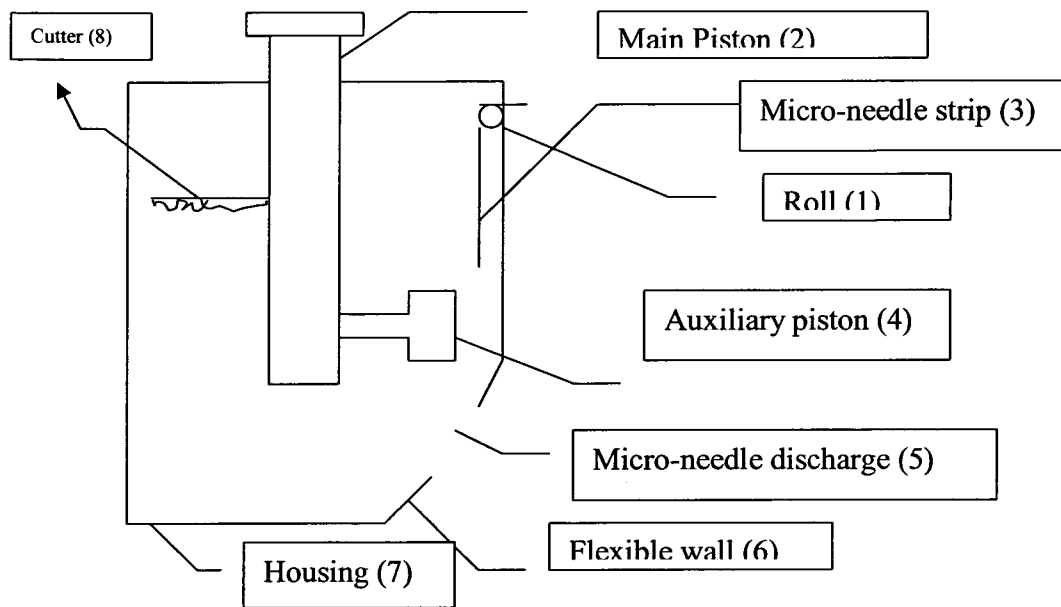 Cutter (8)
Main Piston (2)
Micro-needle strip (3)
Roll (1)
Auxiliary piston (4)
Micro-needle discharge (5)
Flexible wall (6)
Housing (7)